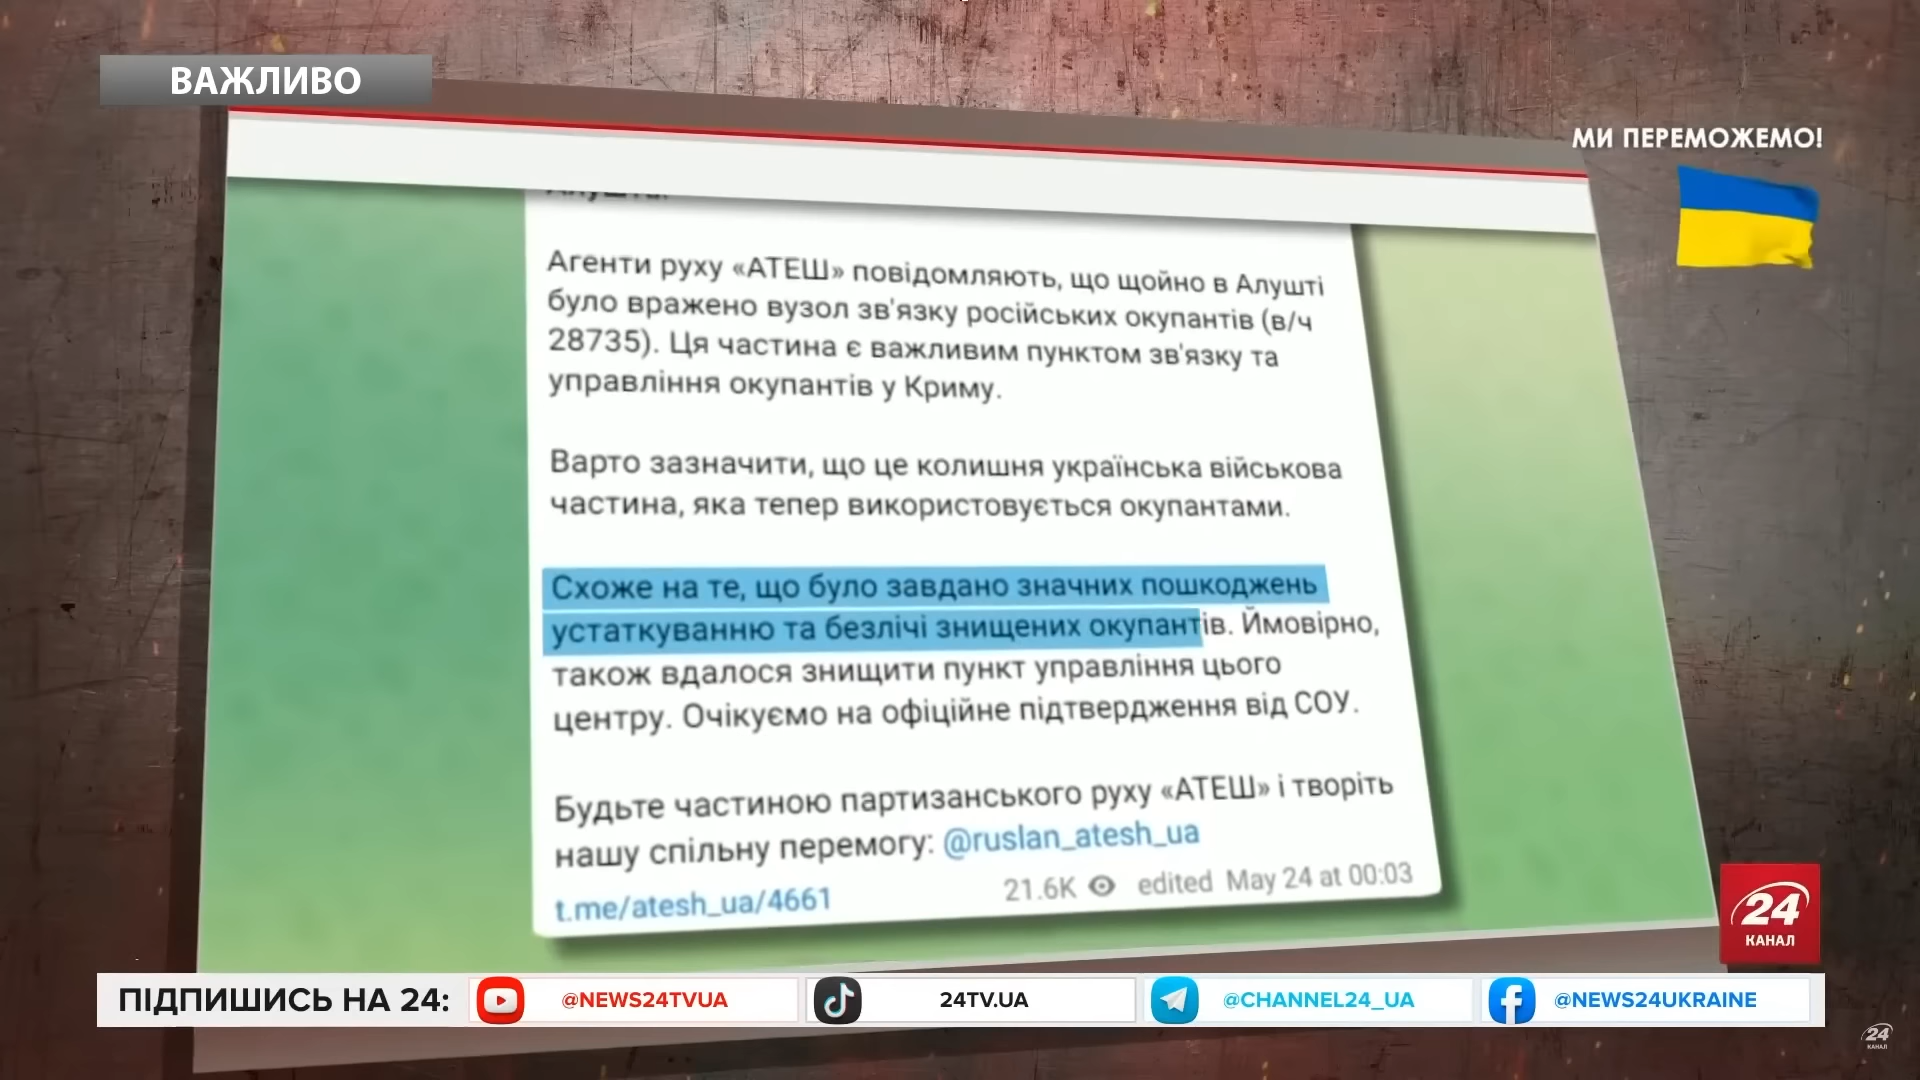 ВАЖЛИВО
МИ ПЕРЕМОЖЕМО!
Алушта.
Агенти руху «АТЕШ» повідомляють, що щойно в Алушті
було вражено вузол зв'язку російських окупантів (в/ч
28735). Ця частина є важливим пунктом зв'язку та
управління окупантів у Криму.
Варто зазначити, що це колишня українська військова
частина, яка тепер використовується окупантами.
Схоже на те, що було завдано значних пошкоджень
устаткуванню та безлічі знищених окупантів. Ймовірно,
також вдалося знищити пункт управління цього
центру. Очікуємо на офіційне підтвердження від СОУ.
Будьте частиною партизанського руху «АТЕШ» і творіть
нашу спільну перемогу: @ruslan_atesh_ua
t.me/atesh_ua/4661 21.6K edited May 24 at 00:03
24
КАНАЛ
ПІДПИШИСЬ НА 24: @NEWS24TVUA 24TV.UA @CHANNEL24_UA @NEWS24UKRAINE
24
КАНАЛ